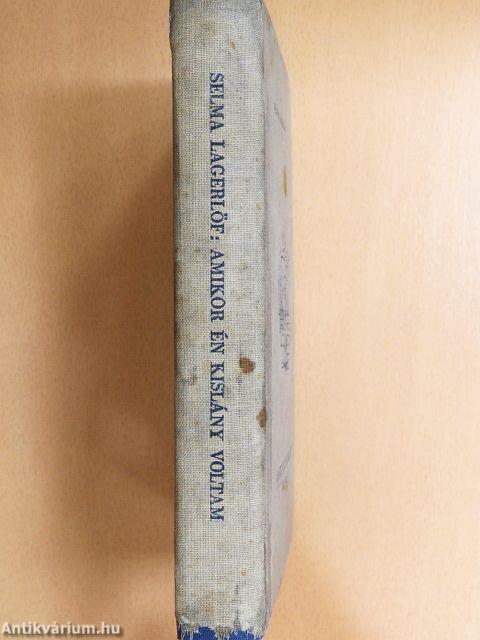 SELMA LAGERLÖF: AMIKOR ÉN KISLÁNY VOLTAM
Antikvárium.hu